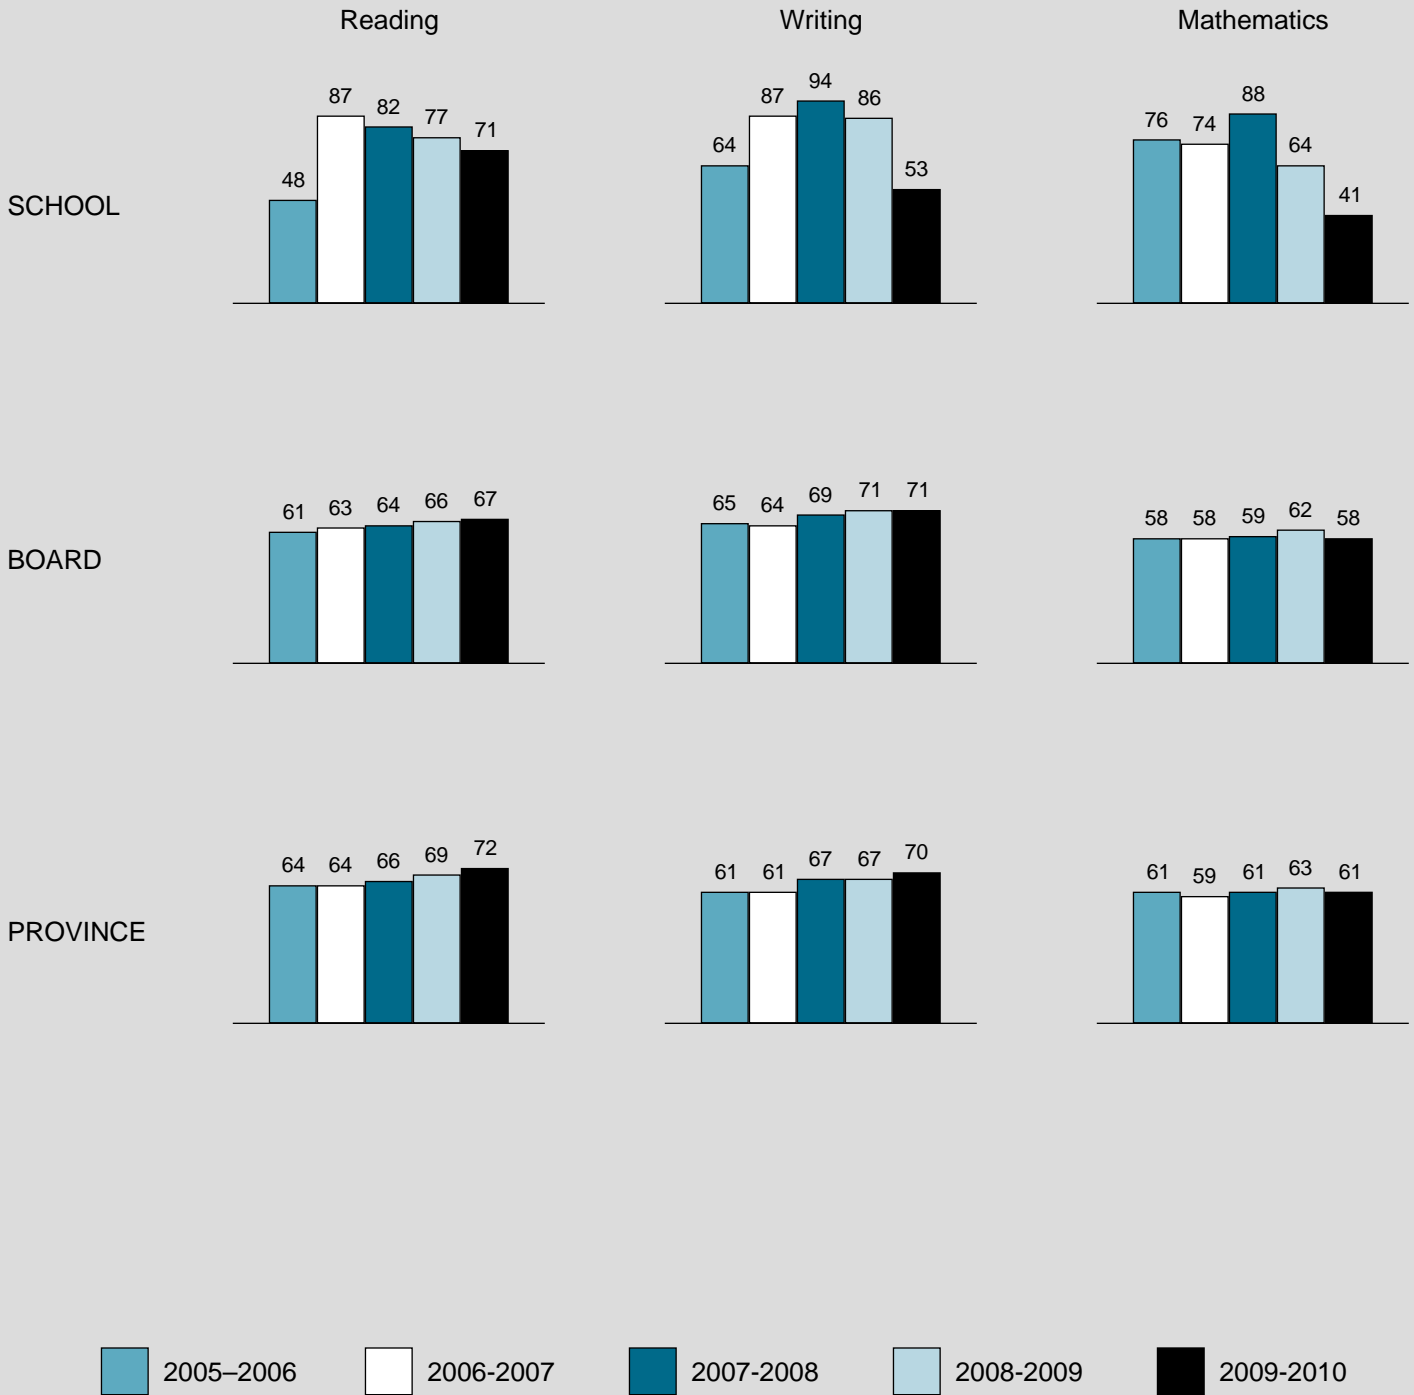 Reading Writing Mathematics
SCHOOL
48 87 82 77 71
64 87 94 86 53
76 74 88 64 41
BOARD
61 63 64 66 67
65 64 69 71 71
58 58 59 62 58
PROVINCE
64 64 66 69 72
61 61 67 67 70
61 59 61 63 61
2005–2006 2006-2007 2007-2008 2008-2009 2009-2010